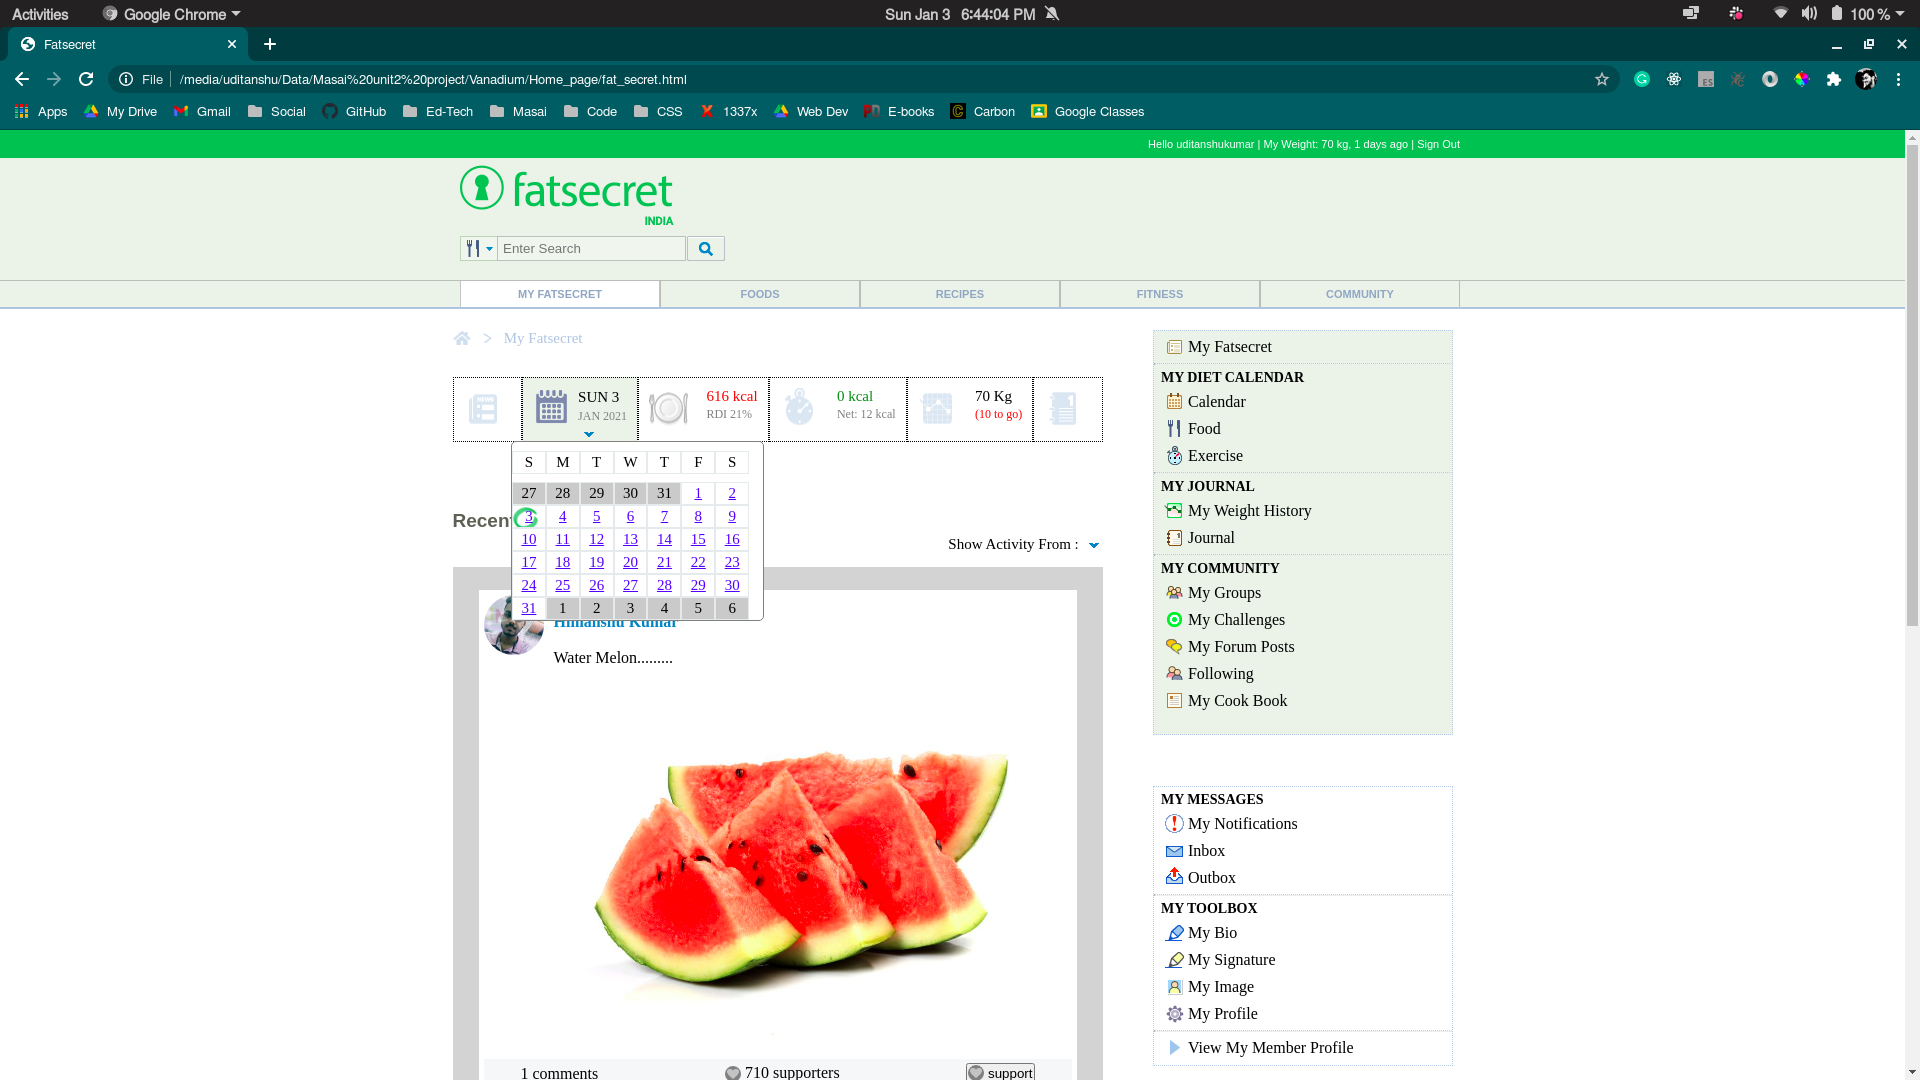 Activities Google Chrome Sun Jan 3 6:44:04 PM 100 %
Fatsecret
File /media/uditanshu/Data/Masai%20unit2%20project/Vanadium/Home_page/fat_secret.html
Apps My Drive Gmail Social GitHub Ed-Tech Masai Code CSS 1337x Web Dev E-books Carbon Google Classes
Hello uditanshukumar | My Weight: 70 kg, 1 days ago | Sign Out
fatsecret
INDIA
Enter Search
MY FATSECRET FOODS RECIPES FITNESS COMMUNITY
> My Fatsecret
SUN 3 616 kcal 0 kcal 70 Kg
JAN 2021 RDI 21% Net: 12 kcal (10 to go)
S M T W T F S
27 28 29 30 31 1 2
3 4 5 6 7 8 9
10 11 12 13 14 15 16
17 18 19 20 21 22 23
24 25 26 27 28 29 30
31 1 2 3 4 5 6
Recent
Show Activity From :
Himanshu Kumar
Water Melon.........
1 comments 710 supporters support
My Fatsecret
MY DIET CALENDAR
Calendar
Food
Exercise
MY JOURNAL
My Weight History
Journal
MY COMMUNITY
My Groups
My Challenges
My Forum Posts
Following
My Cook Book
MY MESSAGES
My Notifications
Inbox
Outbox
MY TOOLBOX
My Bio
My Signature
My Image
My Profile
View My Member Profile